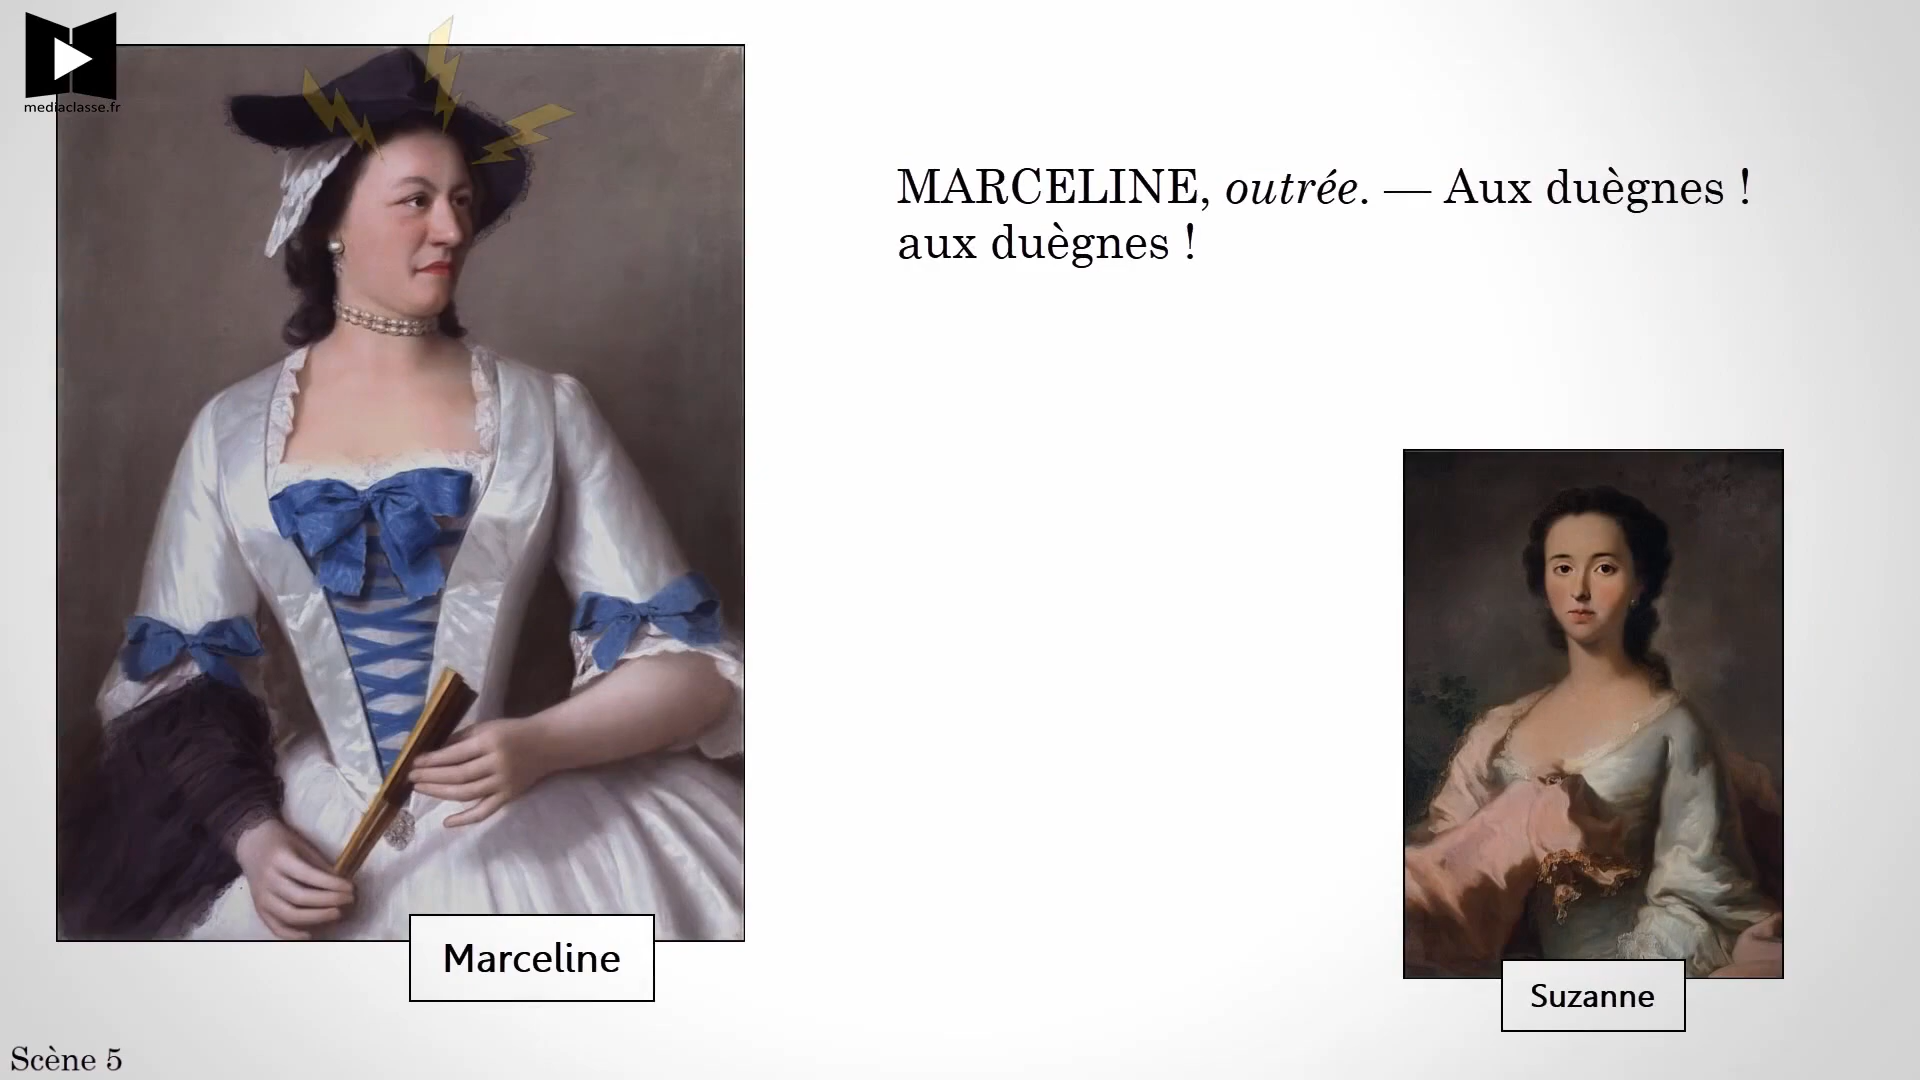 mediaclasse.fr
MARCELINE, outrée. — Aux duègnes !
aux duègnes !
Marceline
Suzanne
Scène 5